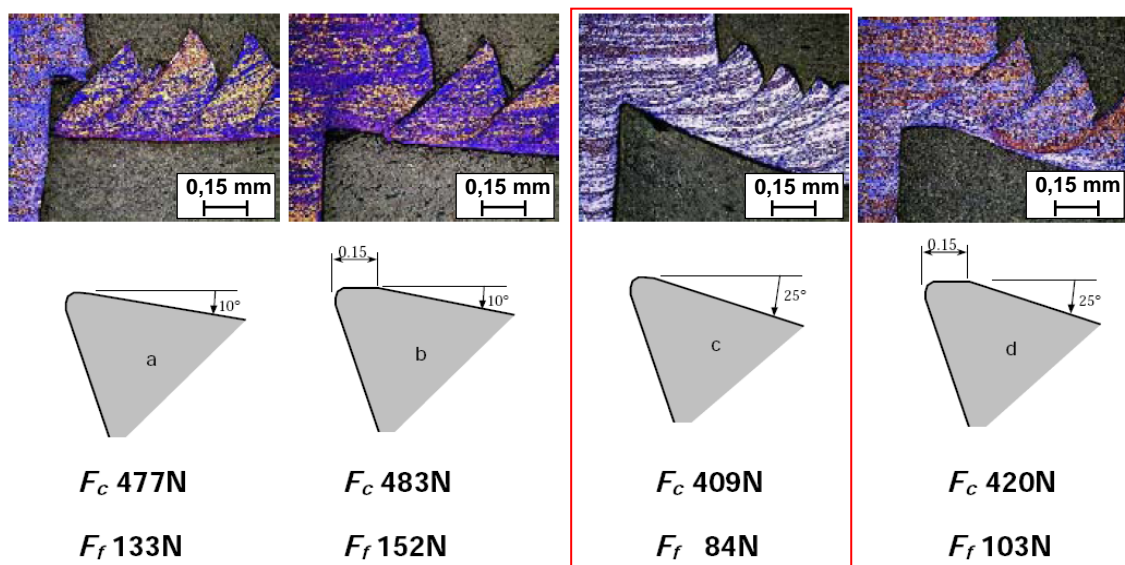 0,15 mm
0,15 mm
0,15 mm
0,15 mm
0.15
0.15
10°
10°
25°
25°
a
b
c
d
Fc 477N
Fc 483N
Fc 409N
Fc 420N
Ff 133N
Ff 152N
Ff 84N
Ff 103N